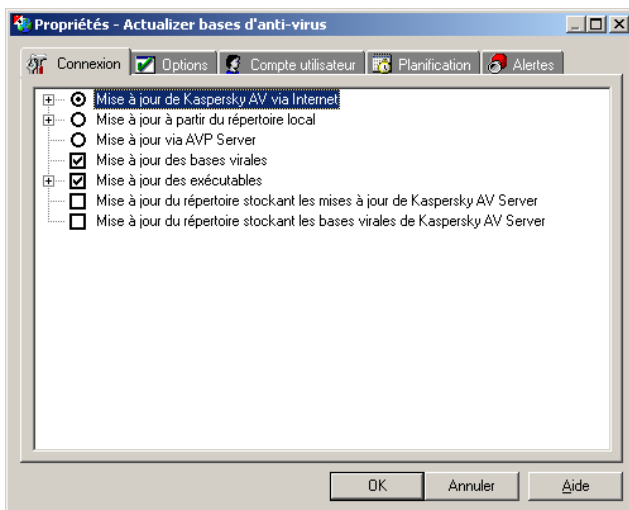 Propriétés - Actualizer bases d'anti-virus
Connexion Options Compte utilisateur Planification Alertes
Mise à jour de Kaspersky AV via Internet
Mise à jour à partir du répertoire local
Mise à jour via AVP Server
Mise à jour des bases virales
Mise à jour des exécutables
Mise à jour du répertoire stockant les mises à jour de Kaspersky AV Server
Mise à jour du répertoire stockant les bases virales de Kaspersky AV Server
OK Annuler Aide